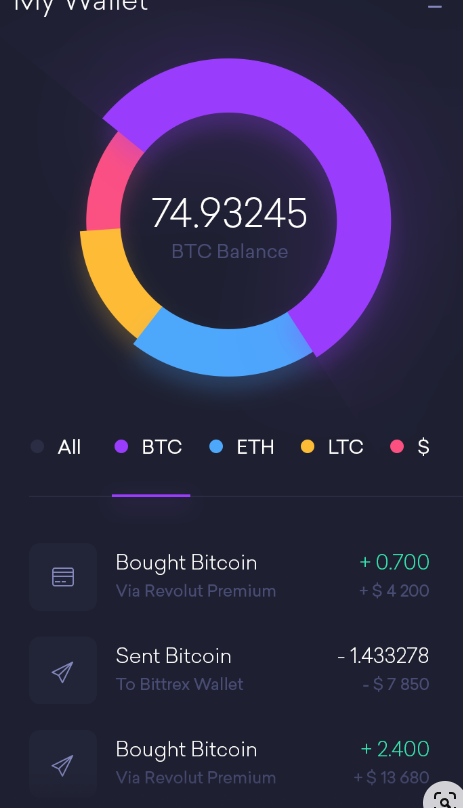 My Wallet
74.93245
BTC Balance
All BTC ETH LTC $
Bought Bitcoin + 0.700
Via Revolut Premium + $ 4 200
Sent Bitcoin - 1.433278
To Bittrex Wallet - $ 7 850
Bought Bitcoin + 2.400
Via Revolut Premium + $ 13 680